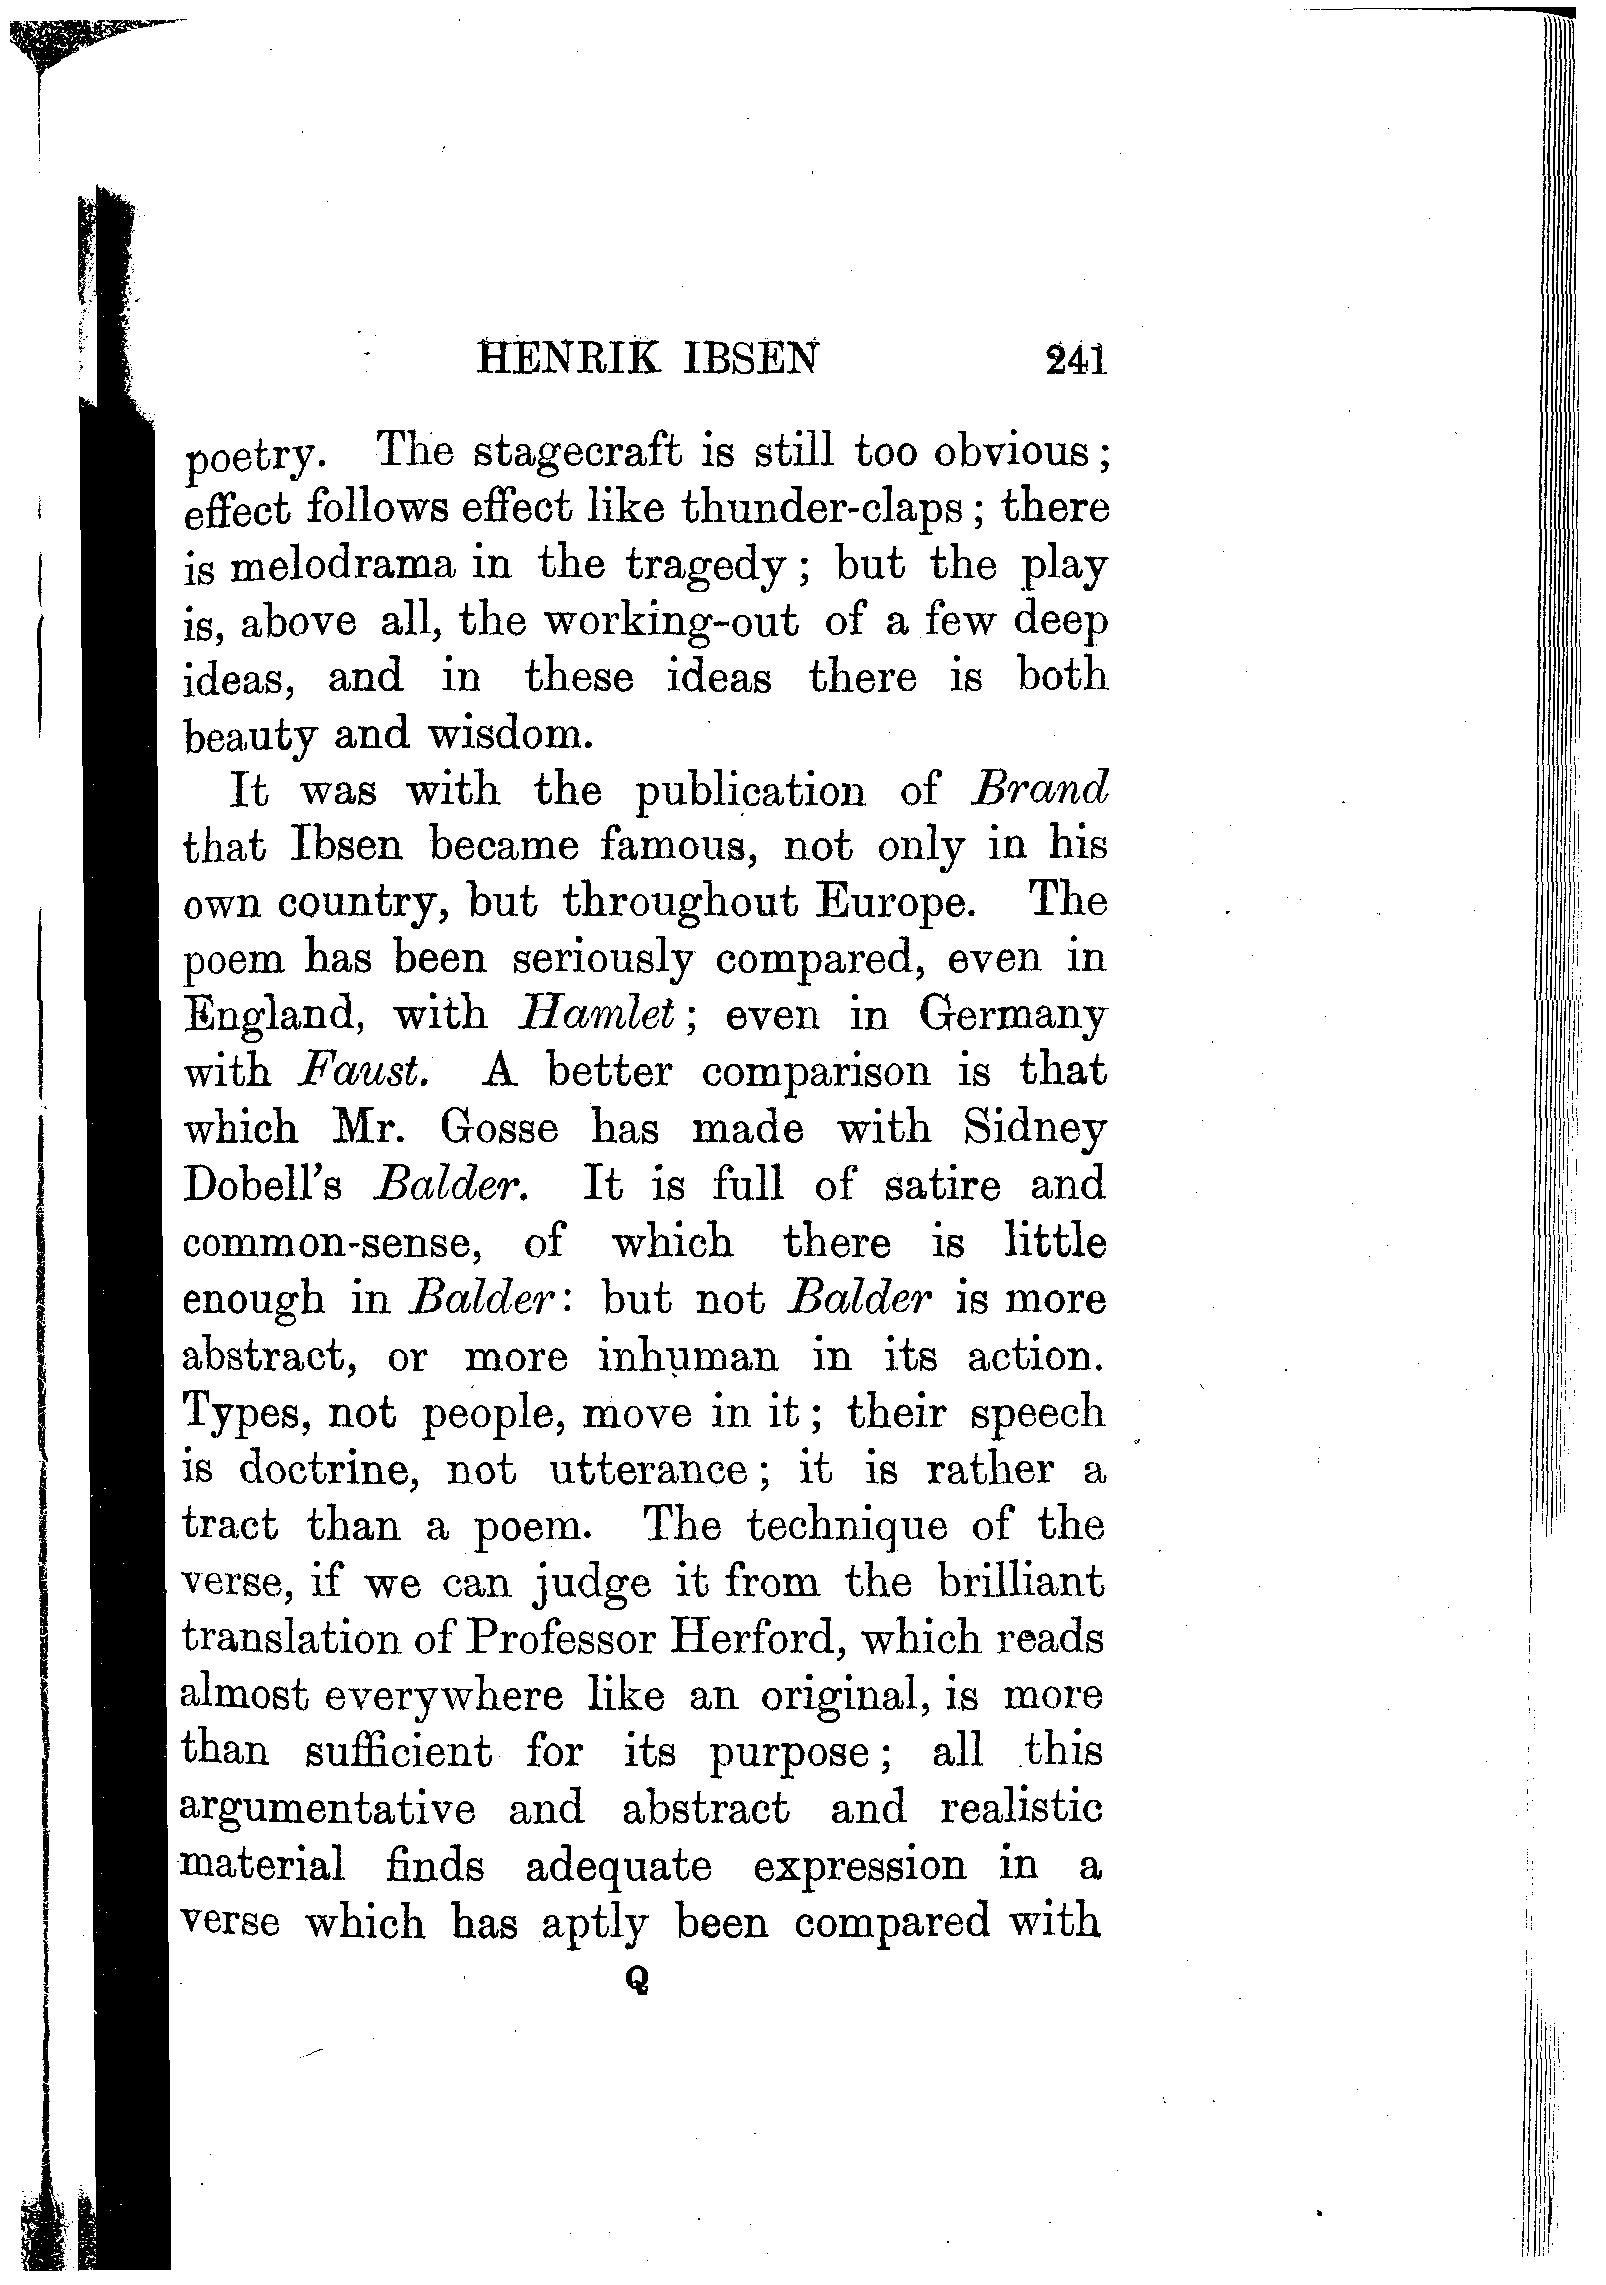 HENRIK IBSEN 241
poetry. The stagecraft is still too obvious;
effect follows effect like thunder-claps; there
is melodrama in the tragedy; but the play
is, above all, the working-out of a few deep
ideas, and in these ideas there is both
beauty and wisdom.
It was with the publication of Brand
that Ibsen became famous, not only in his
own country, but throughout Europe. The
poem has been seriously compared, even in
England, with Hamlet; even in Germany
with Faust. A better comparison is that
which Mr. Gosse has made with Sidney
Dobell's Balder. It is full of satire and
common-sense, of which there is little
enough in Balder: but not Balder is more
abstract, or more inhuman in its action.
Types, not people, move in it; their speech
is doctrine, not utterance; it is rather a
tract than a poem. The technique of the
verse, if we can judge it from the brilliant
translation of Professor Herford, which reads
almost everywhere like an original, is more
than sufficient for its purpose; all this
argumentative and abstract and realistic
material finds adequate expression in a
verse which has aptly been compared with
Q